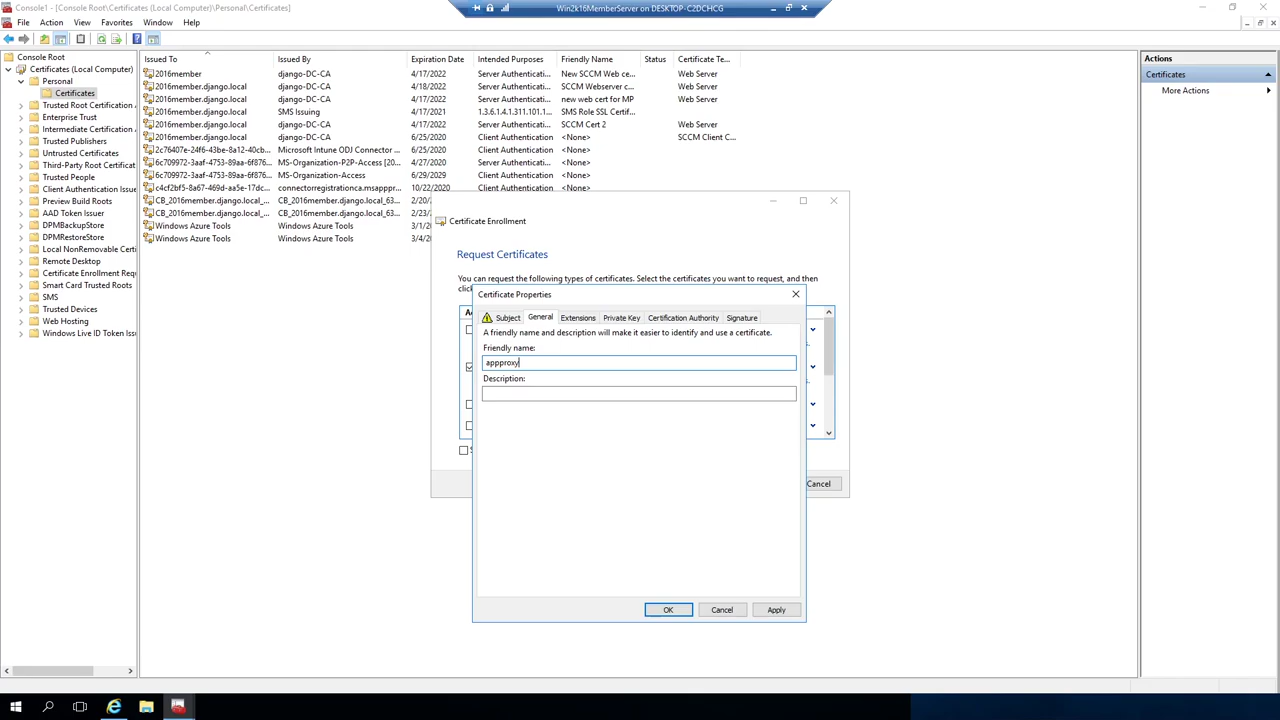 Console1 - [Console Root\Certificates (Local Computer)\Personal\Certificates]
Win2k16MemberServer on DESKTOP-C2DCHCG
File Action View Favorites Window Help
Console Root
Certificates (Local Computer)
Personal
Certificates
Trusted Root Certification
Enterprise Trust
Intermediate Certification
Trusted Publishers
Untrusted Certificates
Third-Party Root Certificat
Trusted People
Client Authentication Issue
Preview Build Roots
AAD Token Issuer
DPMBackupStore
DPMRestoreStore
Local NonRemovable Certi
Remote Desktop
Certificate Enrollment Requ
Smart Card Trusted Roots
SMS
Trusted Devices
Web Hosting
Windows Live ID Token Iss
Issued To Issued By Expiration Date Intended Purposes Friendly Name Status Certificate Te...
2016member django-DC-CA 4/17/2022 Server Authenticati... New SCCM Web ce... Web Server
2016member.django.local django-DC-CA 4/18/2022 Server Authenticati... SCCM Webserver c... Web Server
2016member.django.local django-DC-CA 4/17/2022 Server Authenticati... new web cert for MP Web Server
2016member.django.local SMS Issuing 4/17/2021 1.3.6.1.4.1.311.101.1... SMS Role SSL Certif...
2016member.django.local django-DC-CA 4/17/2022 Server Authenticati... SCCM Cert 2 Web Server
2016member.django.local django-DC-CA 6/25/2020 Client Authentication <None> SCCM Client C...
2c76407e-24f6-43be-8a12-40cb... Microsoft Intune ODJ Connector ... Client Authentication <None>
6c709972-3aaf-4753-89aa-6f876... MS-Organization-P2P-Access [20... 4/27/2020 Server Authenticati... <None>
6c709972-3aaf-4753-89aa-6f876... MS-Organization-Access 6/29/2029 Client Authentication <None>
c4cf2bf5-8a67-469d-aa5e-17dc... connectorregistrationca.msapppr... 10/22/2020 Client Authentication <None>
CB_2016member.django.local_... CB_2016member.django.local_63... 2/20/
CB_2016member.django.local_... CB_2016member.django.local_63... 2/23/
Windows Azure Tools Windows Azure Tools 3/1/2
Windows Azure Tools Windows Azure Tools 3/4/2
Actions
Certificates
More Actions
Certificate Enrollment
Request Certificates
You can request the following types of certificates. Select the certificates you want to request, and then
clic
Cancel
Certificate Properties
Subject General Extensions Private Key Certification Authority Signature
A friendly name and description will make it easier to identify and use a certificate.
Friendly name:
appproxy
Description:
OK Cancel Apply